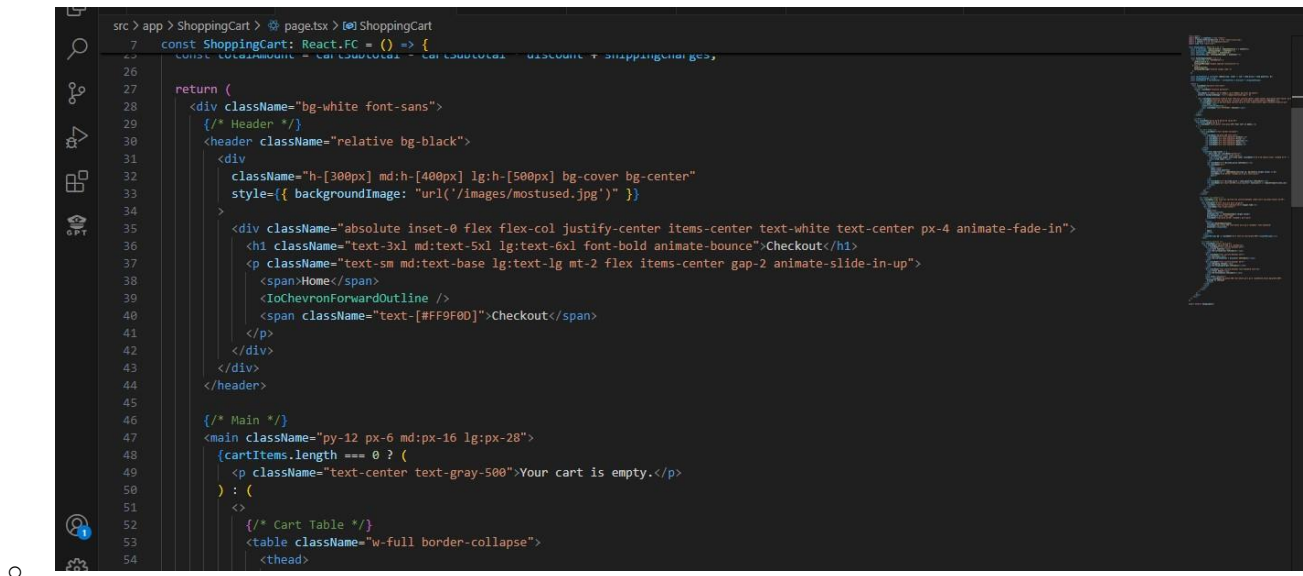 src > app > ShoppingCart > page.tsx > ShoppingCart
7 const ShoppingCart: React.FC = () => {
25 const totalAmount = cartSubtotal - cartSubtotal * discount + shippingCharges;
26
27 return (
28 <div className="bg-white font-sans">
29 {/* Header */}
30 <header className="relative bg-black">
31 <div
32 className="h-[300px] md:h-[400px] lg:h-[500px] bg-cover bg-center"
33 style={{ backgroundImage: "url('/images/mostused.jpg')" }}
34 >
35 <div className="absolute inset-0 flex flex-col justify-center items-center text-white text-center px-4 animate-fade-in">
36 <h1 className="text-3xl md:text-5xl lg:text-6xl font-bold animate-bounce">Checkout</h1>
37 <p className="text-sm md:text-base lg:text-lg mt-2 flex items-center gap-2 animate-slide-in-up">
38 <span>Home</span>
39 <IoChevronForwardOutline />
40 <span className="text-[#FF9F0D]">Checkout</span>
41 </p>
42 </div>
43 </div>
44 </header>
45
46 {/* Main */}
47 <main className="py-12 px-6 md:px-16 lg:px-28">
48 {cartItems.length === 0 ? (
49 <p className="text-center text-gray-500">Your cart is empty.</p>
50 ) : (
51 <>
52 {/* Cart Table */}
53 <table className="w-full border-collapse">
54 <thead>
GPT
1